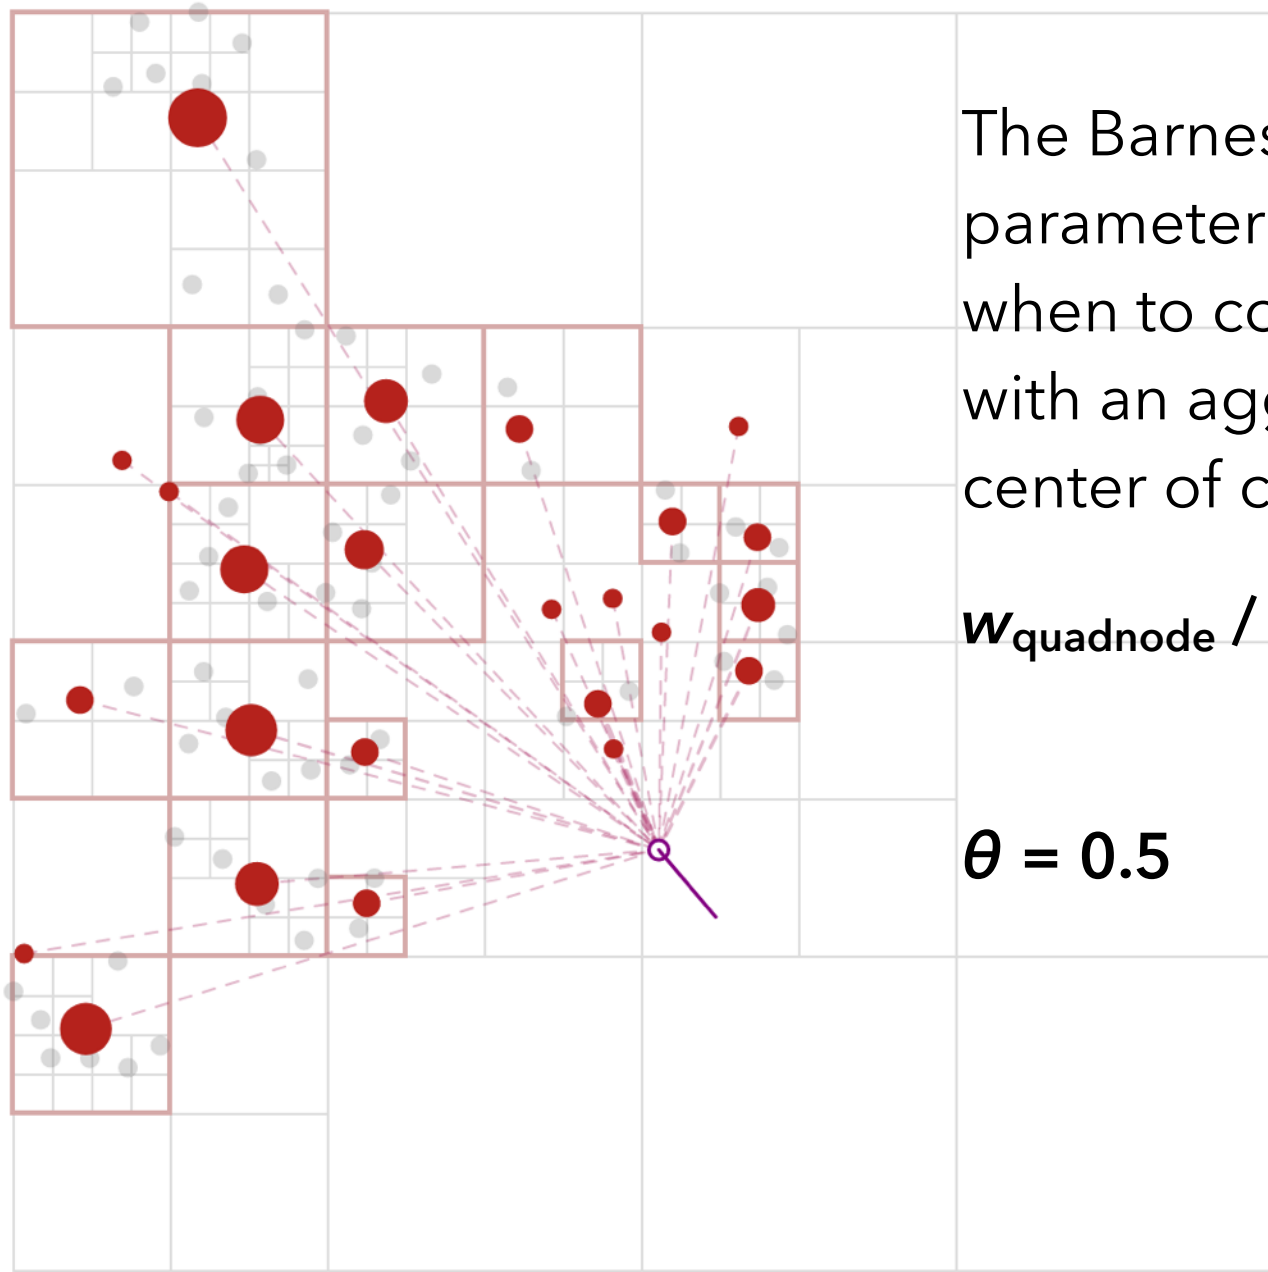 The Barnes
parameter
when to co
with an agg
center of c
wquadnode /
θ = 0.5